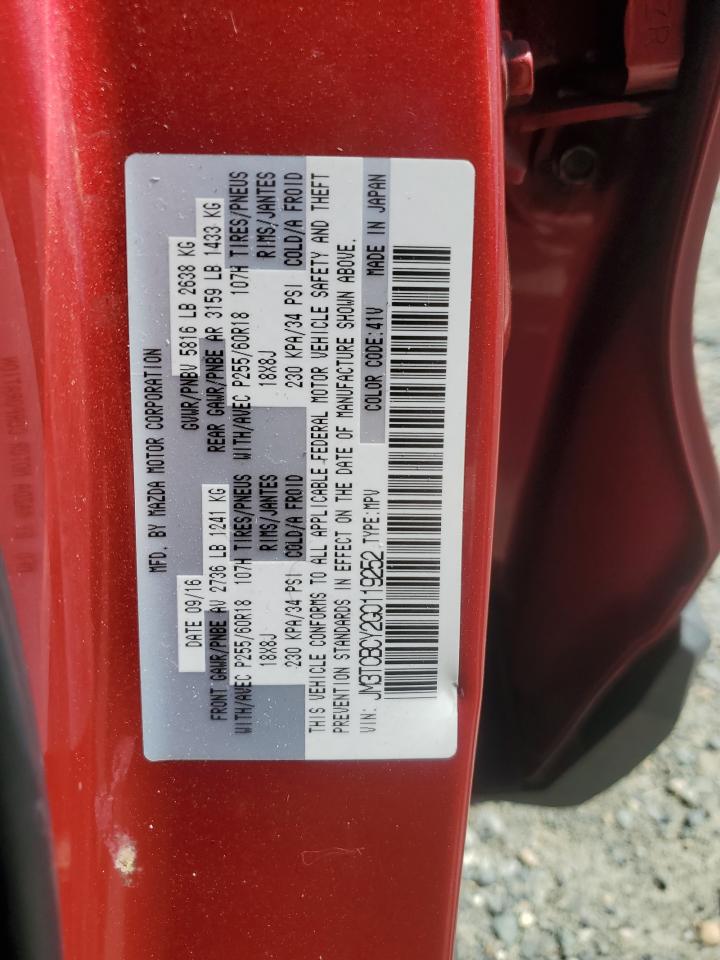 MFD. BY MAZDA MOTOR CORPORATION
DATE 09/16 GVWR/PNBV 5816 LB 2638 KG
FRONT GAWR/PNBE AV 2736 LB 1241 KG REAR GAWR/PNBE AR 3159 LB 1433 KG
WITH/AVEC P255/60R18 107H TIRES/PNEUS WITH/AVEC P255/60R18 107H TIRES/PNEUS
18X8J RIMS/JANTES 18X8J RIMS/JANTES
230 KPA/34 PSI COLD/A FROID 230 KPA/34 PSI COLD/A FROID
THIS VEHICLE CONFORMS TO ALL APPLICABLE FEDERAL MOTOR VEHICLE SAFETY AND THEFT
PREVENTION STANDARDS IN EFFECT ON THE DATE OF MANUFACTURE SHOWN ABOVE.
VIN: JM3TCBCY2G0119252 TYPE:MPV COLOR CODE:41V MADE IN JAPAN